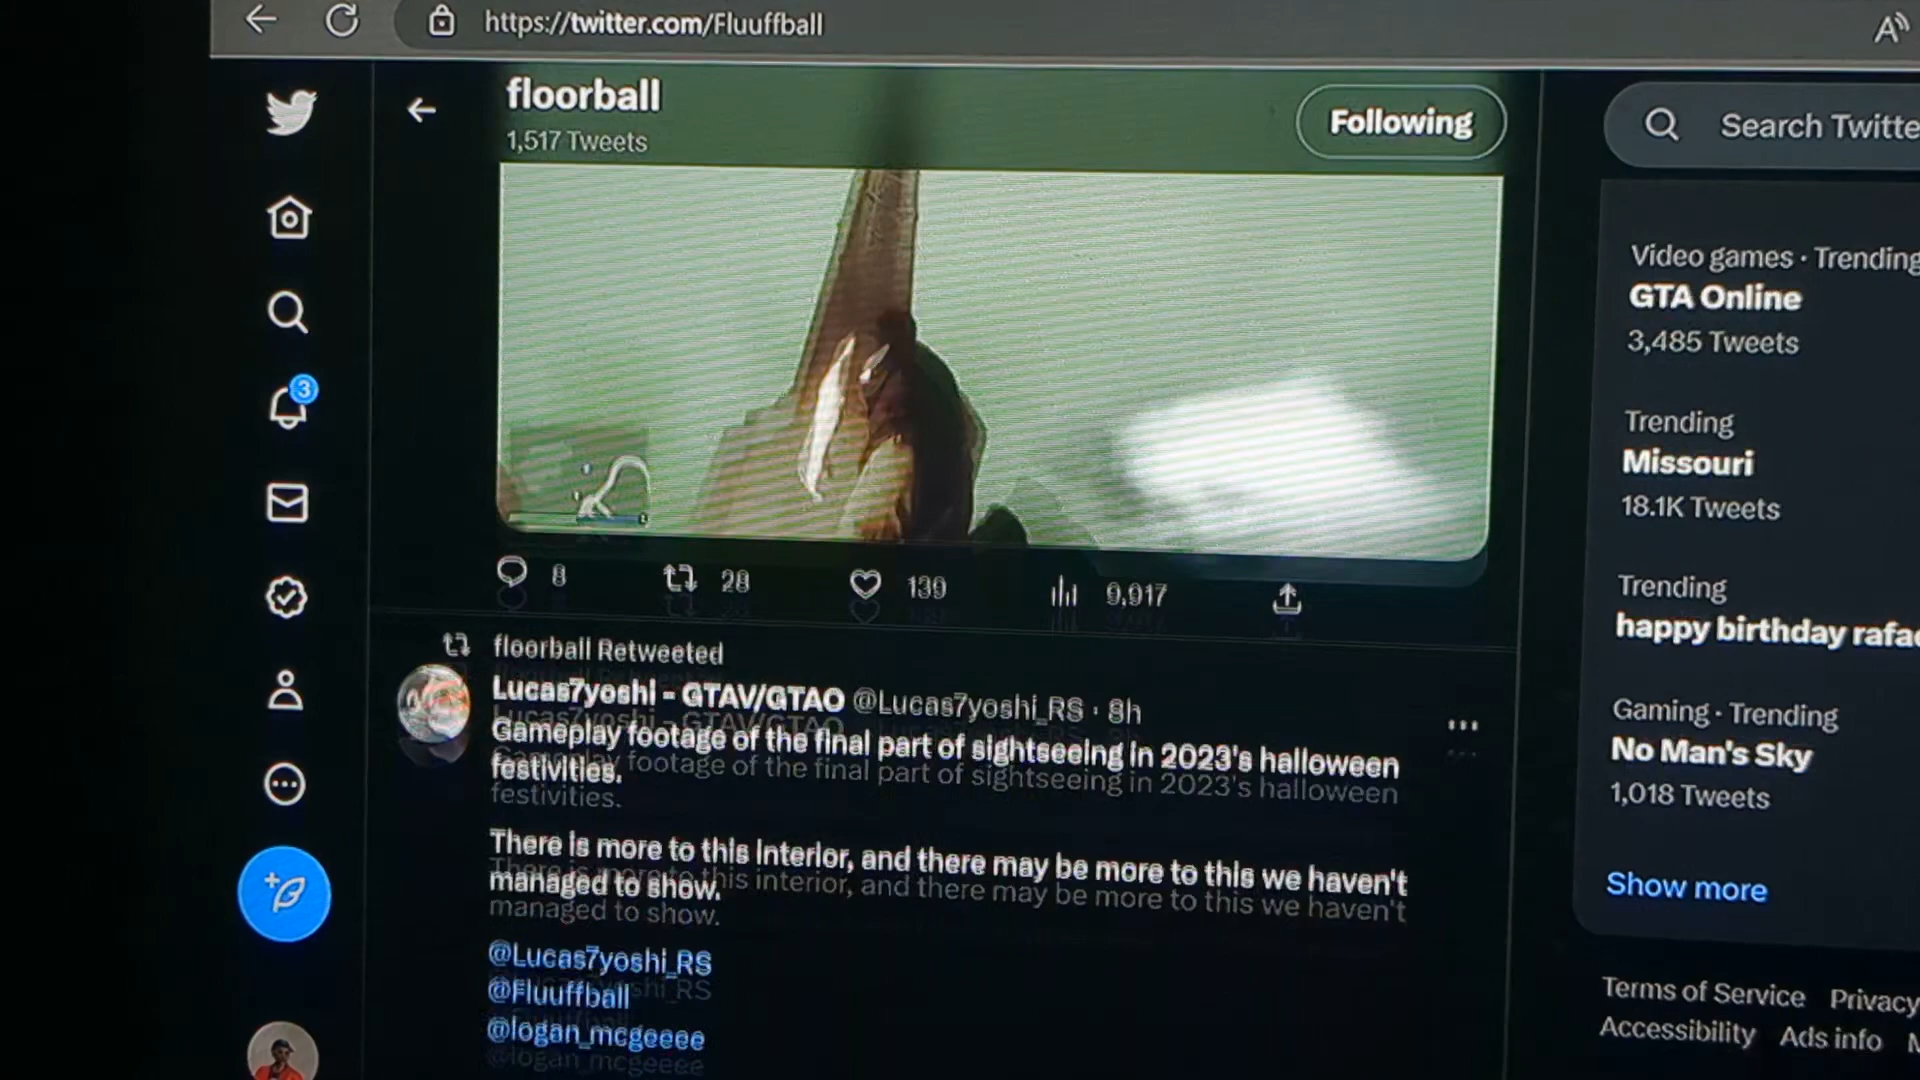 https://twitter.com/Fluuffball
floorball
1,517 Tweets
Following
Search Twitte
3
8
28
139
9,917
floorball Retweeted
Lucas7yoshi - GTAV/GTAO @Lucas7yoshi_RS · 8h
Gameplay footage of the final part of sightseeing in 2023's halloween
festivities.
There is more to this interior, and there may be more to this we haven't
managed to show.
@Lucas7yoshi_RS
@Fluuffball
@logan_mcgeeee
Video games · Trending
GTA Online
3,485 Tweets
Trending
Missouri
18.1K Tweets
Trending
happy birthday rafae
Gaming · Trending
No Man's Sky
1,018 Tweets
Show more
Terms of Service Privacy
Accessibility Ads info